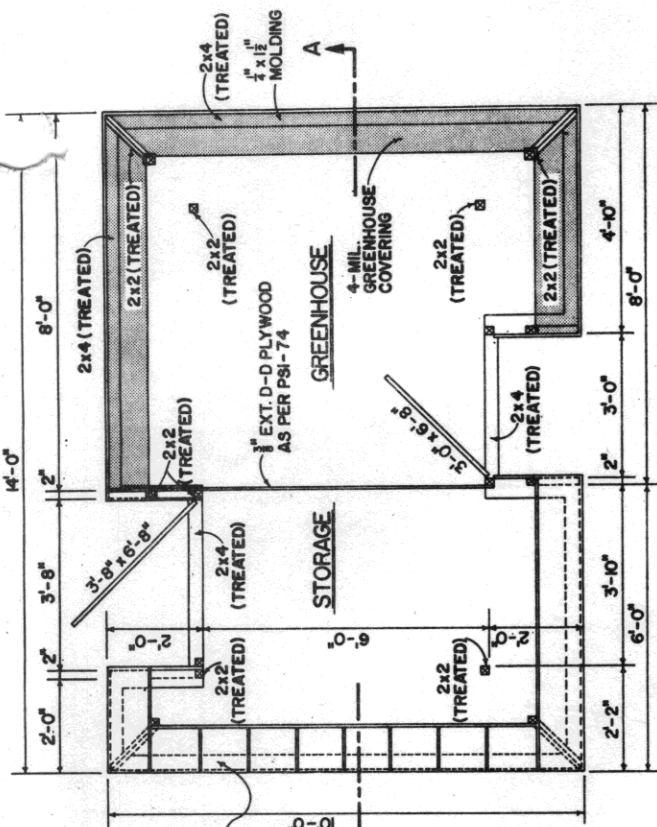 14'-0"
8'-0"
2"
3'-8"
2"
2'-0"
2x4 (TREATED)
2x2 (TREATED)
2x4
(TREATED)
1/4" x 1 1/2"
MOLDING
A
2x2
(TREATED)
3'-8" x 6'-8"
2x4
(TREATED)
2x2
(TREATED)
2x2
(TREATED)
EXT. D-D PLYWOOD
AS PER PSI-74
GREENHOUSE
4-MIL.
GREENHOUSE
COVERING
2x2
(TREATED)
2x2 (TREATED)
STORAGE
3'-0" x 6'-8"
2x4
(TREATED)
2x2
(TREATED)
2'-0"
6'-0"
2'-0"
10'-0"
2'-2"
3'-10"
2"
3'-0"
4'-10"
6'-0"
8'-0"